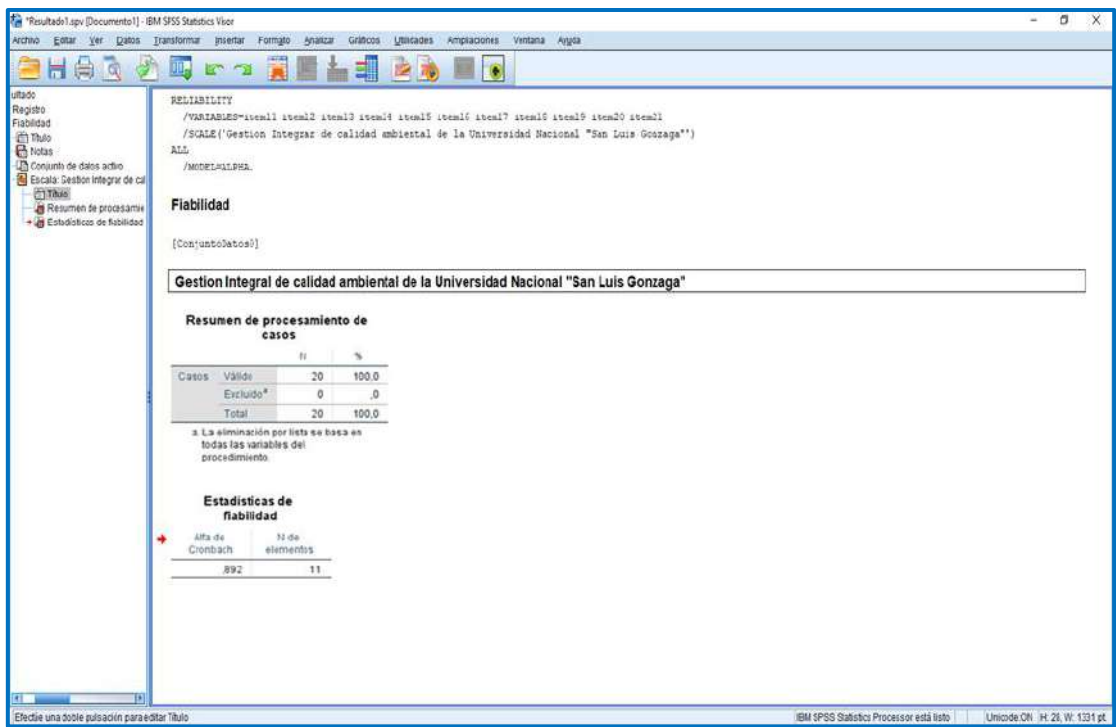 *Resultado1.spv [Documento1] - IBM SPSS Statistics Visor
Archivo Editar Ver Datos Transformar Insertar Formato Analizar Gráficos Utilidades Ampliaciones Ventana Ayuda
ultado
Registro
Fiabilidad
Título
Notas
Conjunto de datos activo
Escala: Gestion Integrar de cal
Título
Resumen de procesamie
Estadísticas de fiabilidad
RELIABILITY
/VARIABLES=item11 item12 item13 item14 item15 item16 item17 item18 item19 item20 item21
/SCALE('Gestion Integrar de calidad ambiental de la Universidad Nacional "San Luis Gonzaga"')
ALL
/MODEL=ALPHA.
Fiabilidad
[ConjuntoDatos0]
Gestion Integral de calidad ambiental de la Universidad Nacional "San Luis Gonzaga"
Resumen de procesamiento de
casos
N %
Casos Válido 20 100,0
Excluido a 0 ,0
Total 20 100,0
a. La eliminación por lista se basa en
todas las variables del
procedimiento.
Estadísticas de
fiabilidad
Alfa de N de
Cronbach elementos
,892 11
Efectúe una doble pulsación para editar Título
IBM SPSS Statistics Processor está listo
Unicode:ON H: 28, W: 1331 pt